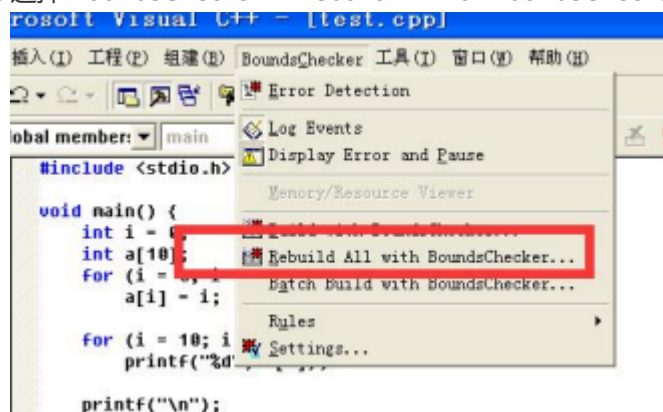 rosoft Visual C++ - [test.cpp]
插入(I) 工程(P) 组建(B) BoundsChecker 工具(T) 窗口(W) 帮助(H)
Error Detection
lobal member: main
Log Events
Display Error and Pause
#include <stdio.h>
Memory/Resource Viewer
void main() {
int i =
Rebuild All with BoundsChecker...
int a[10];
Batch Build with BoundsChecker...
for (i =
a[i] = i;
Rules
for (i = 10; i
Settings...
printf("%d"
printf("\n");